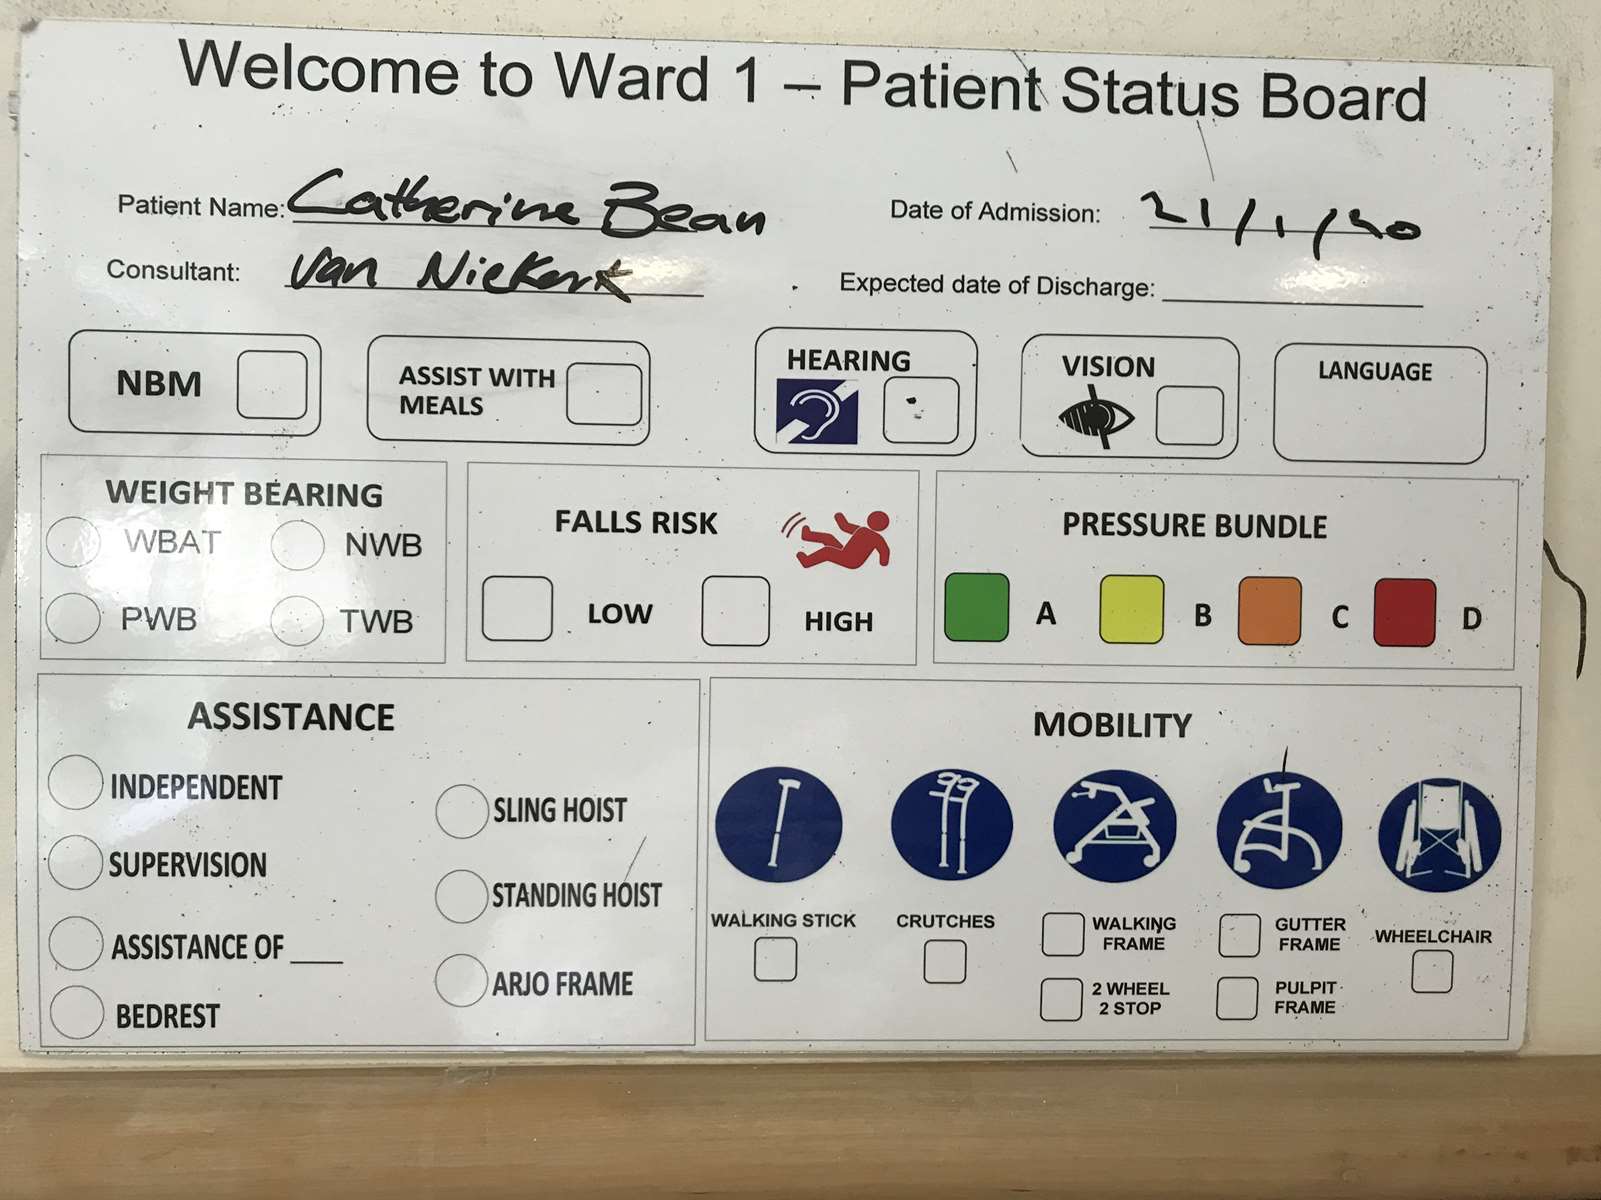 Welcome to Ward 1 – Patient Status Board
Patient Name: Catherine Bean
Date of Admission: 21/1/20
Consultant: Van Niekerk
Expected date of Discharge:
NBM
ASSIST WITH
MEALS
HEARING
VISION
LANGUAGE
WEIGHT BEARING
WBAT
NWB
PWB
TWB
FALLS RISK
LOW
HIGH
PRESSURE BUNDLE
A
B
C
D
ASSISTANCE
INDEPENDENT
SUPERVISION
ASSISTANCE OF ____
BEDREST
SLING HOIST
STANDING HOIST
ARJO FRAME
MOBILITY
WALKING STICK
CRUTCHES
WALKING
FRAME
2 WHEEL
2 STOP
GUTTER
FRAME
PULPIT
FRAME
WHEELCHAIR